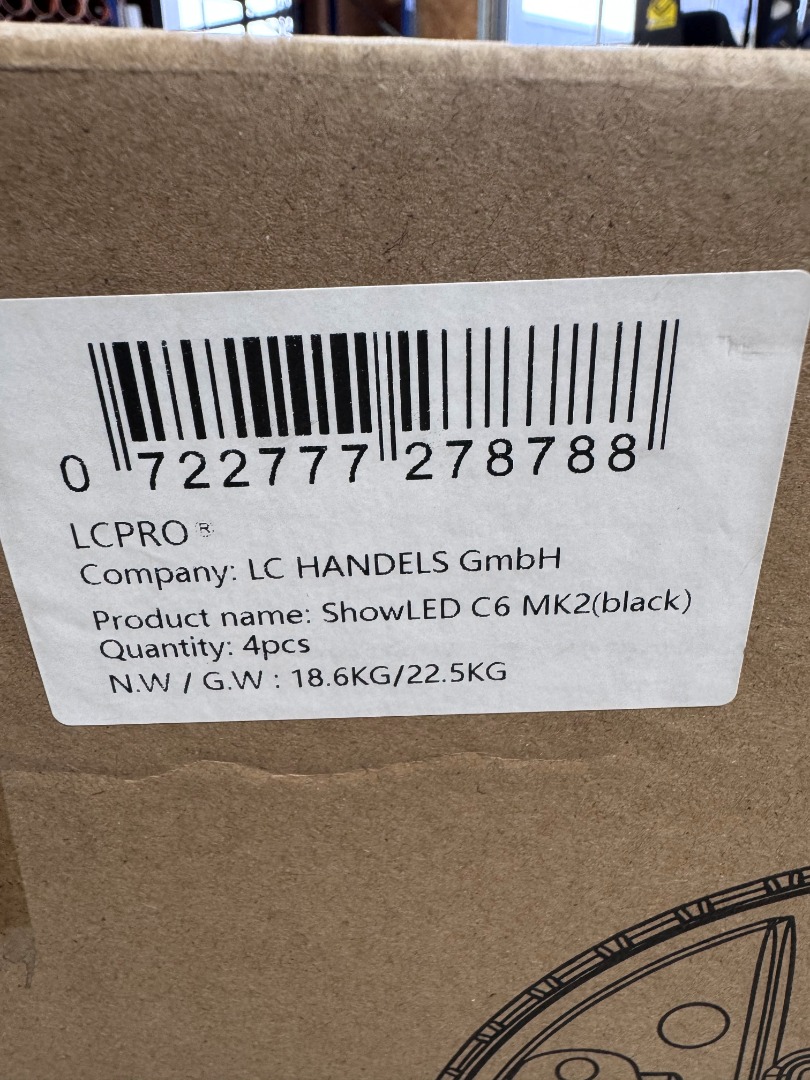 0 722777 278788
LCPRO ®
Company: LC HANDELS GmbH
Product name: ShowLED C6 MK2(black)
Quantity: 4pcs
N.W / G.W : 18.6KG/22.5KG